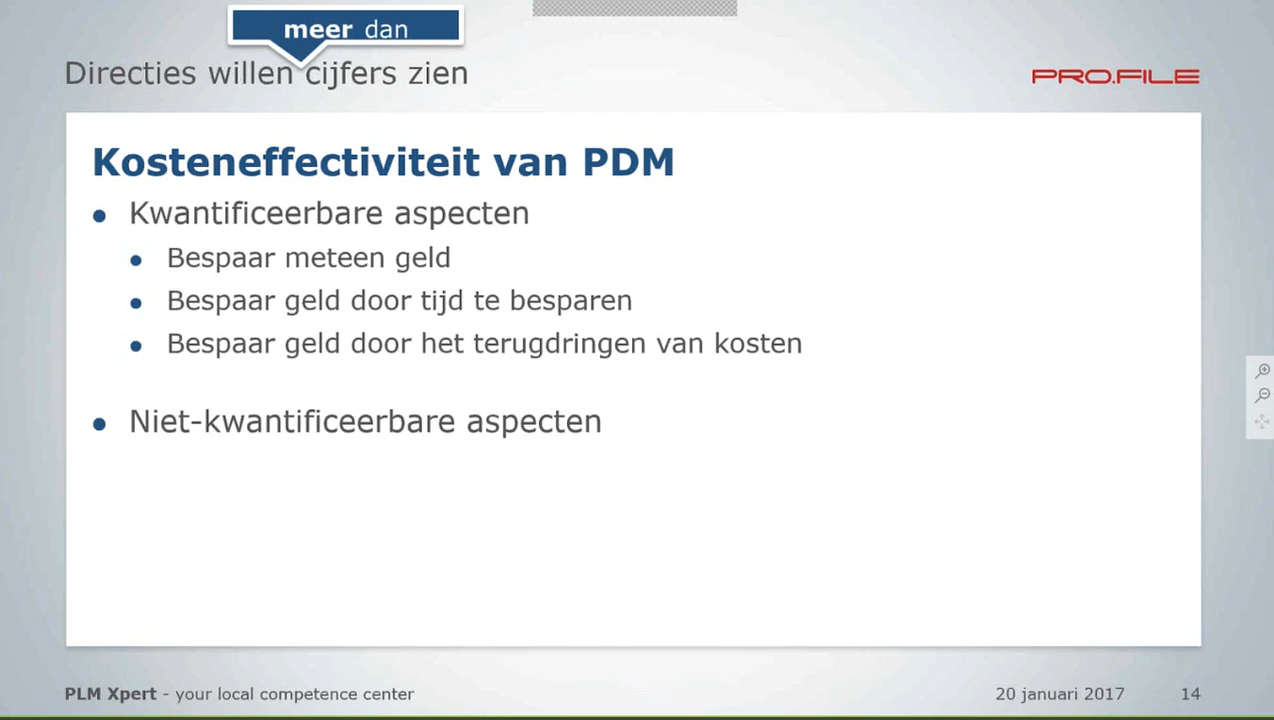 meer dan
Directies willen cijfers zien
PRO.FILE
Kosteneffectiviteit van PDM
Kwantificeerbare aspecten
Bespaar meteen geld
Bespaar geld door tijd te besparen
Bespaar geld door het terugdringen van kosten
Niet-kwantificeerbare aspecten
PLM Xpert - your local competence center
20 januari 2017
14